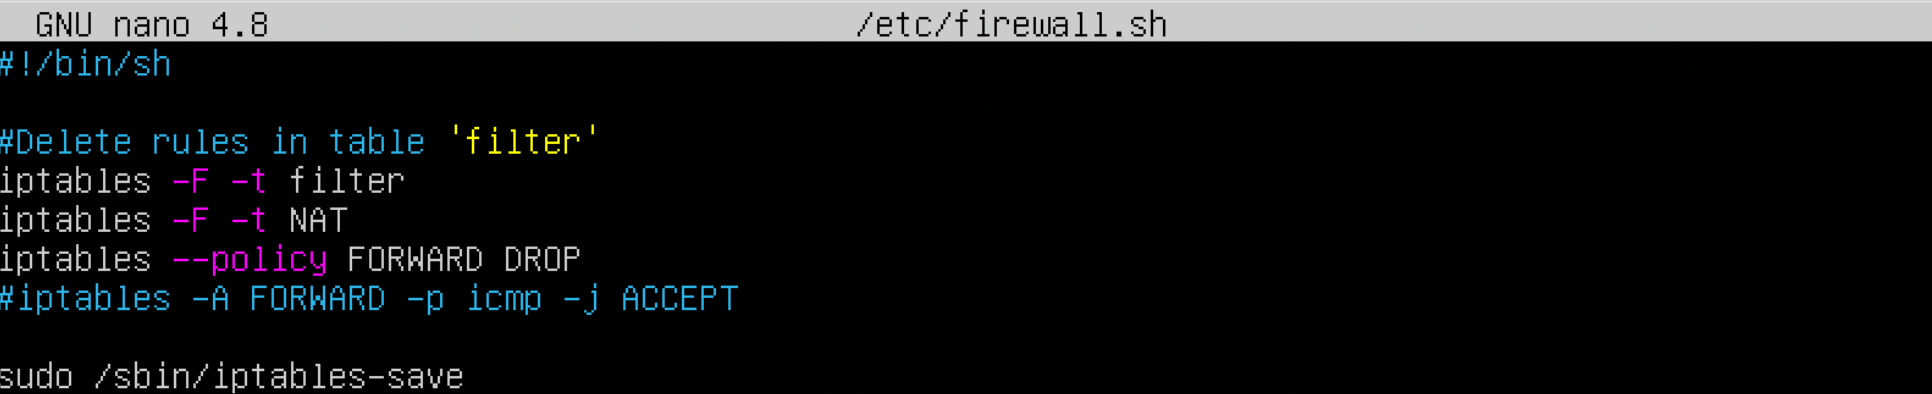 GNU nano 4.8 /etc/firewall.sh
#!/bin/sh
#Delete rules in table 'filter'
iptables -F -t filter
iptables -F -t NAT
iptables --policy FORWARD DROP
#iptables -A FORWARD -p icmp -j ACCEPT
sudo /sbin/iptables-save